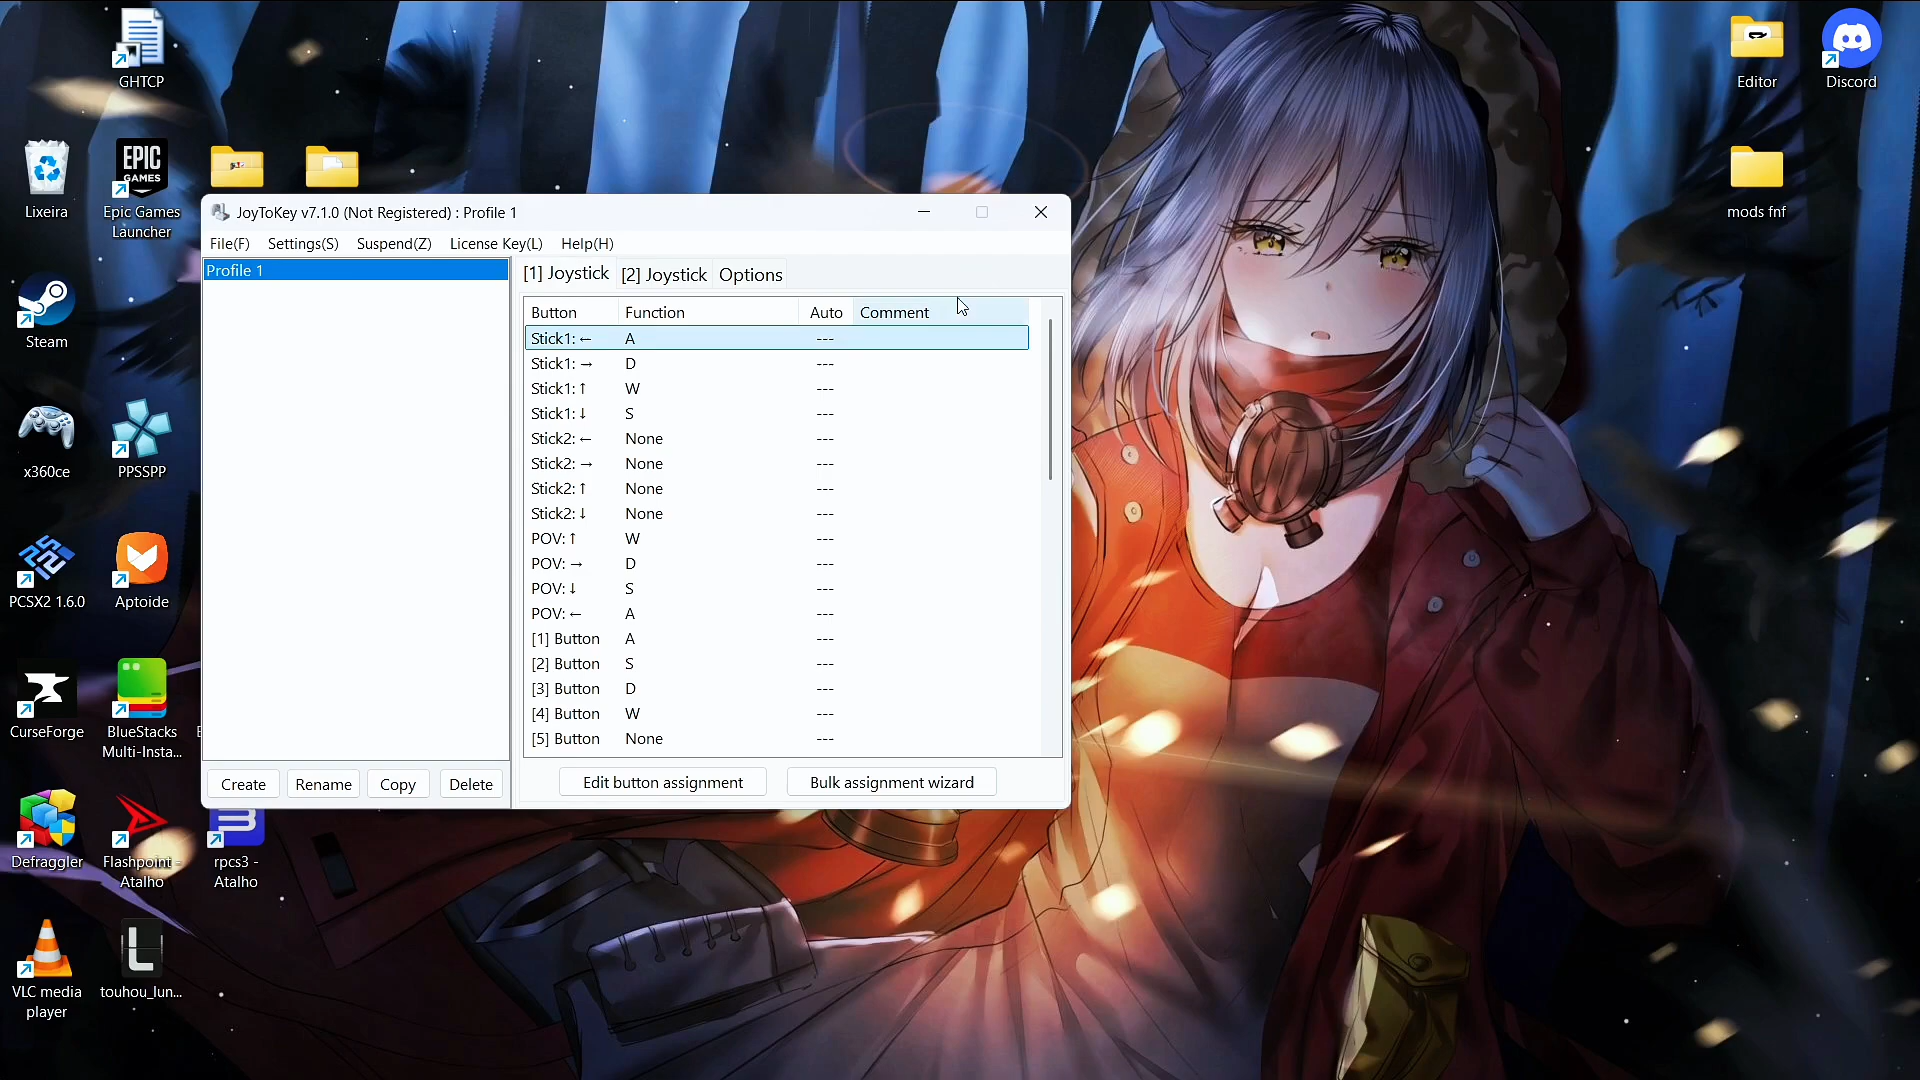 GHTCP
Editor
Discord
EPIC
GAMES
Lixeira
Epic Games
Launcher
mods fnf
JoyToKey v7.1.0 (Not Registered) : Profile 1
File(F) Settings(S) Suspend(Z) License Key(L) Help(H)
Profile 1
[1] Joystick [2] Joystick Options
Button Function Auto Comment
Stick1: ← A ---
Stick1: → D ---
Stick1: ↑ W ---
Stick1: ↓ S ---
Stick2: ← None ---
Stick2: → None ---
Stick2: ↑ None ---
Stick2: ↓ None ---
POV: ↑ W ---
POV: → D ---
POV: ↓ S ---
POV: ← A ---
[1] Button A ---
[2] Button S ---
[3] Button D ---
[4] Button W ---
[5] Button None ---
Create Rename Copy Delete
Edit button assignment Bulk assignment wizard
Steam
x360ce
PPSSPP
PCSX2 1.6.0
Aptoide
CurseForge
BlueStacks
Multi-Insta...
Defraggler
Flashpoint -
Atalho
rpcs3 -
Atalho
VLC media
player
touhou_lun...